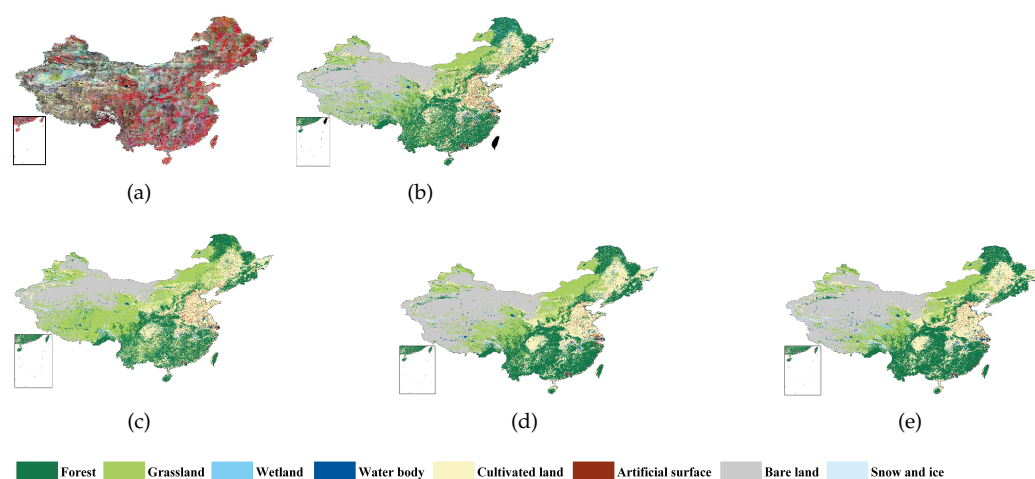 (a)
(b)
(c)
(d)
(e)
Forest Grassland Wetland Water body Cultivated land Artificial surface Bare land Snow and ice